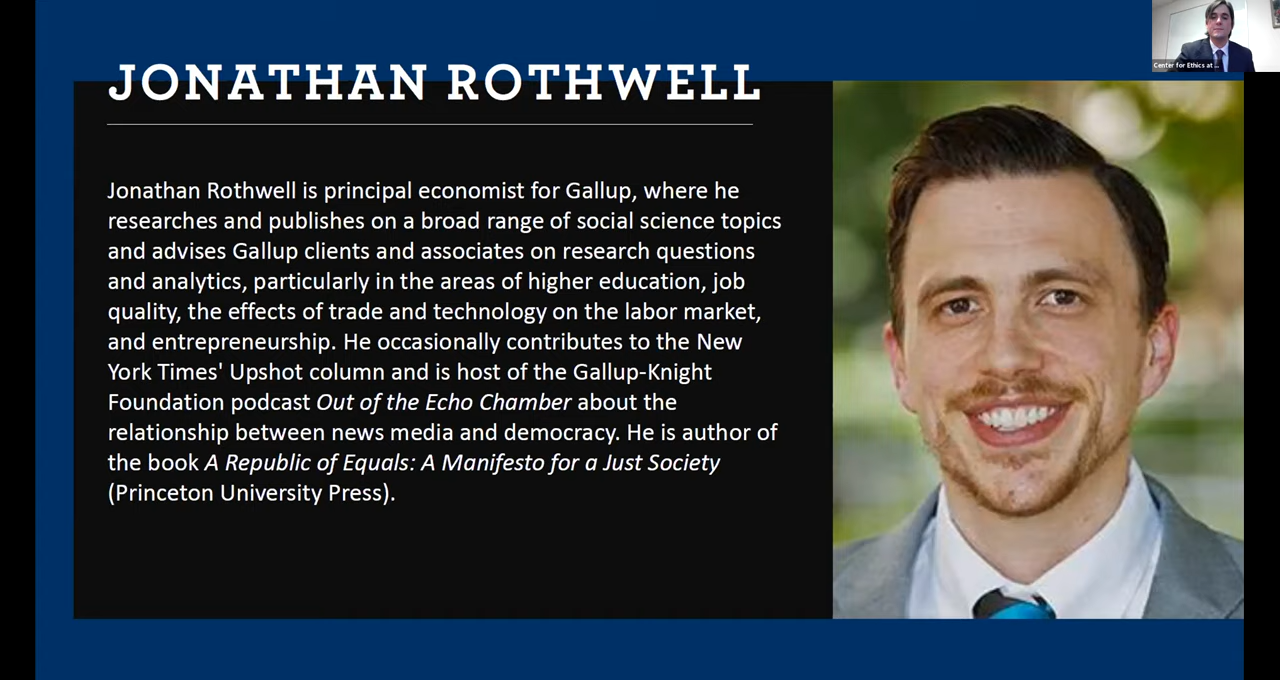 Center for Ethics at ...
JONATHAN ROTHWELL
Jonathan Rothwell is principal economist for Gallup, where he
researches and publishes on a broad range of social science topics
and advises Gallup clients and associates on research questions
and analytics, particularly in the areas of higher education, job
quality, the effects of trade and technology on the labor market,
and entrepreneurship. He occasionally contributes to the New
York Times' Upshot column and is host of the Gallup-Knight
Foundation podcast Out of the Echo Chamber about the
relationship between news media and democracy. He is author of
the book A Republic of Equals: A Manifesto for a Just Society
(Princeton University Press).